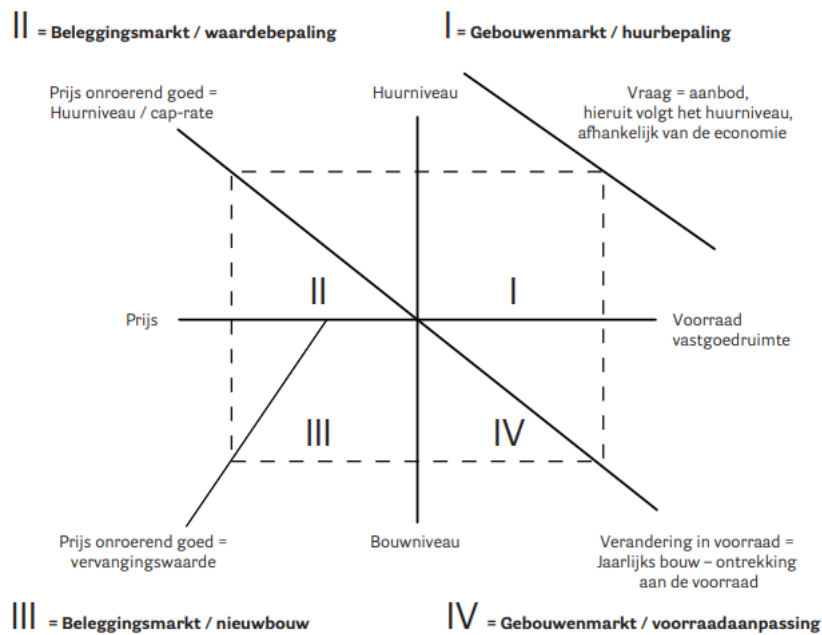 II = Beleggingsmarkt / waardebepaling
I = Gebouwenmarkt / huurbepaling
Prijs onroerend goed =
Huurniveau / cap-rate
Huurniveau
Vraag = aanbod,
hieruit volgt het huurniveau,
afhankelijk van de economie
II
I
Prijs
Voorraad
vastgoedruimte
III
IV
Prijs onroerend goed =
vervangingswaarde
Bouwniveau
Verandering in voorraad =
Jaarlijks bouw – ontrekking
aan de voorraad
III = Beleggingsmarkt / nieuwbouw
IV = Gebouwenmarkt / voorraadaanpassing